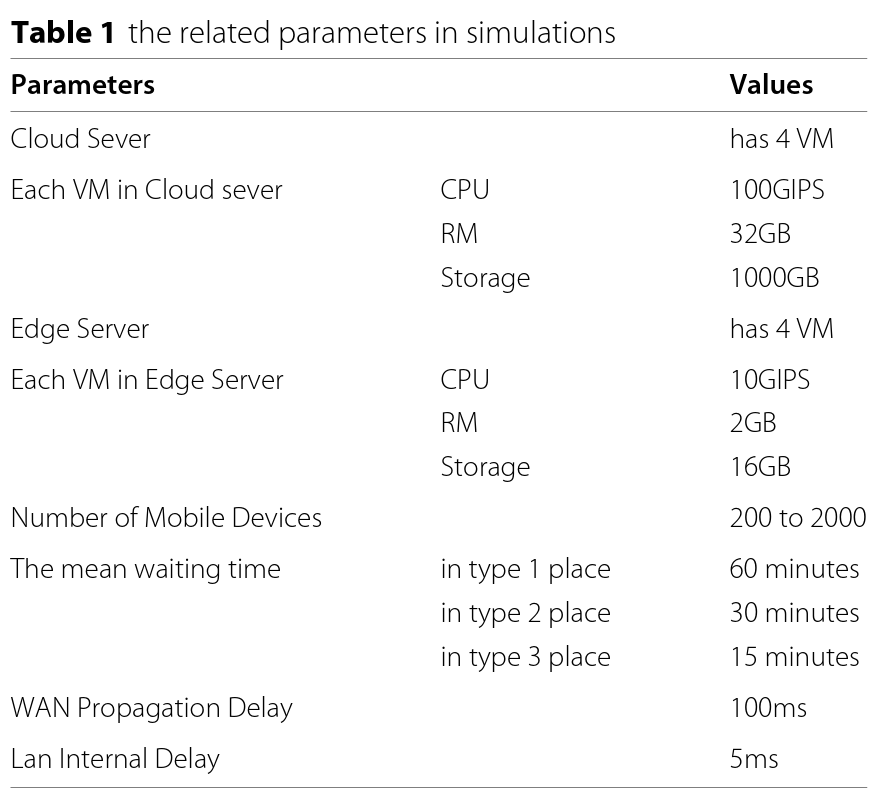 Table 1 the related parameters in simulations
Parameters Values
Cloud Sever has 4 VM
Each VM in Cloud sever CPU 100GIPS
RM 32GB
Storage 1000GB
Edge Server has 4 VM
Each VM in Edge Server CPU 10GIPS
RM 2GB
Storage 16GB
Number of Mobile Devices 200 to 2000
The mean waiting time in type 1 place 60 minutes
in type 2 place 30 minutes
in type 3 place 15 minutes
WAN Propagation Delay 100ms
Lan Internal Delay 5ms